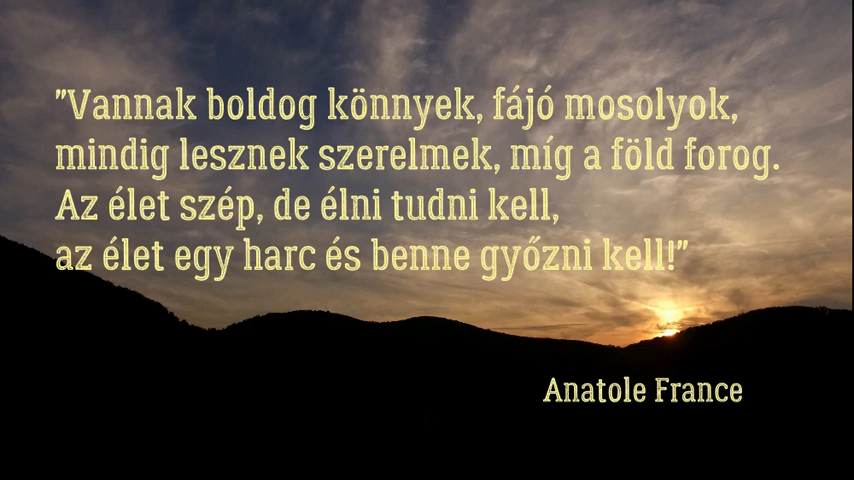 "Vannak boldog könnyek, fájó mosolyok,
mindig lesznek szerelmek, míg a föld forog.
Az élet szép, de élni tudni kell,
az élet egy harc és benne győzni kell!"
Anatole France